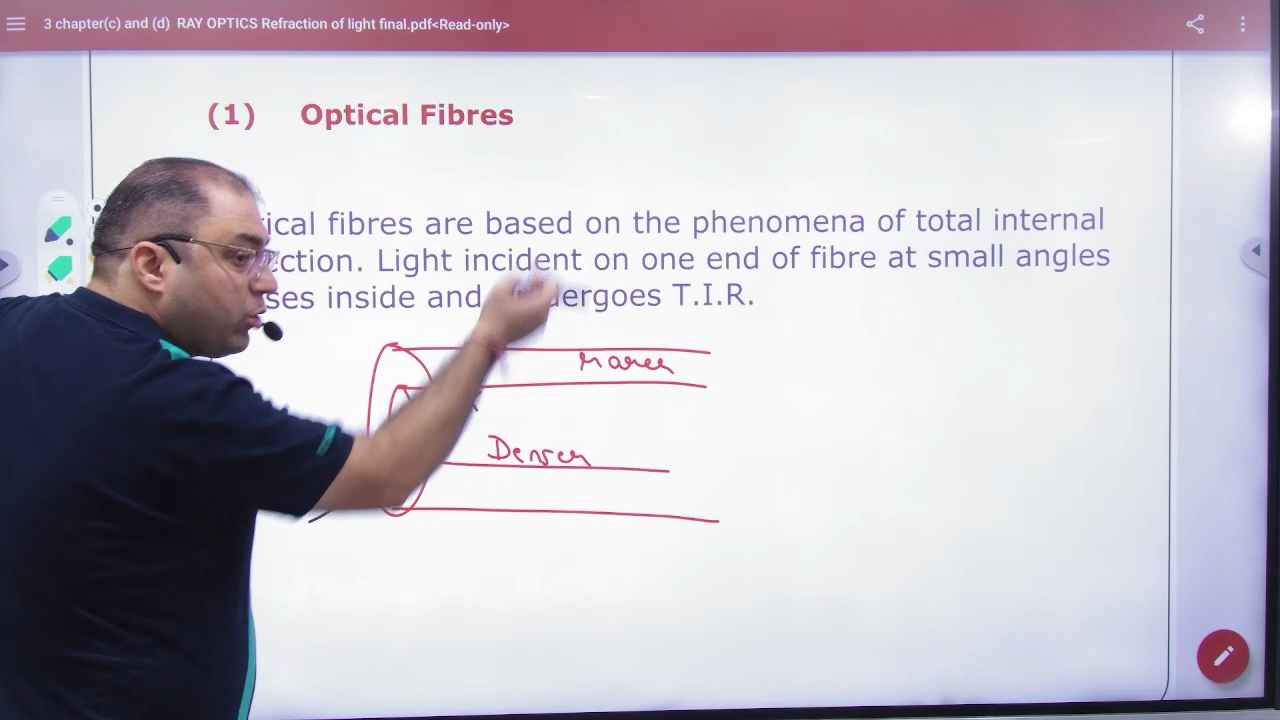 3 chapter(c) and (d) RAY OPTICS Refraction of light final.pdf<Read-only>
(1) Optical Fibres
ical fibres are based on the phenomena of total internal
ction. Light incident on one end of fibre at small angles
ses inside and dergoes T.I.R.
Denser